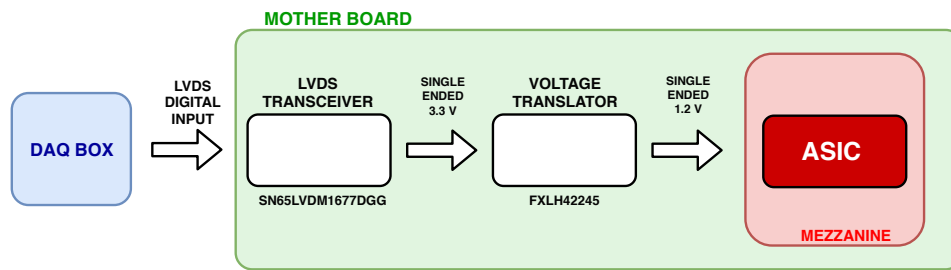 MOTHER BOARD
LVDS
DIGITAL
INPUT
LVDS
TRANSCEIVER
SINGLE
ENDED
3.3 V
VOLTAGE
TRANSLATOR
SINGLE
ENDED
1.2 V
DAQ BOX
ASIC
SN65LVDM1677DGG
FXLH42245
MEZZANINE